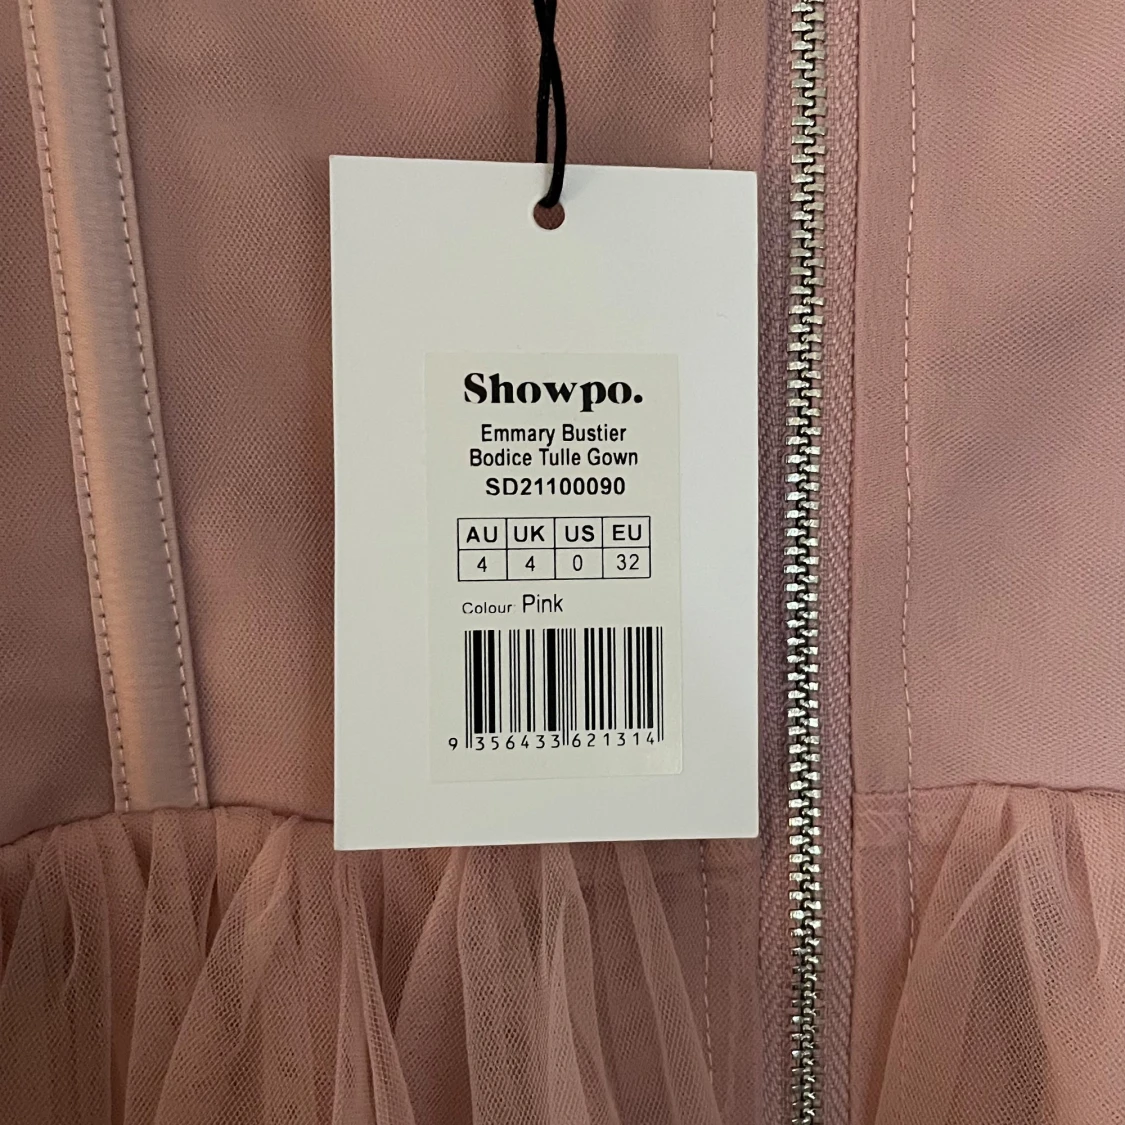 Showpo.
Emmary Bustier
Bodice Tulle Gown
SD21100090
AU UK US EU
4 4 0 32
Colour: Pink
9 356433 621314